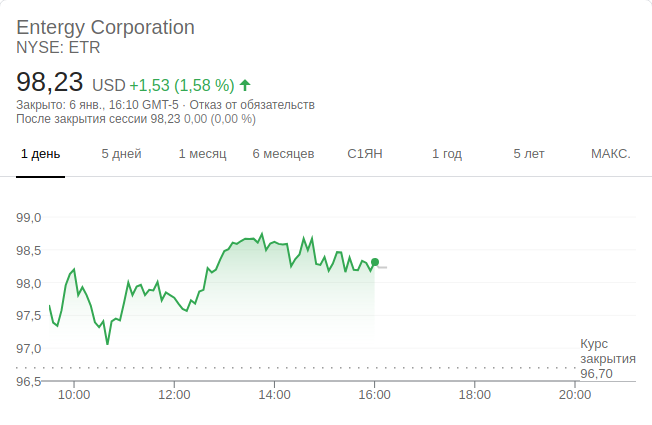 Entergy Corporation
NYSE: ETR
98,23 USD +1,53 (1,58 %)
Закрыто: 6 янв., 16:10 GMT-5 · Отказ от обязательств
После закрытия сессии 98,23 0,00 (0,00 %)
1 день 5 дней 1 месяц 6 месяцев С1ЯН 1 год 5 лет МАКС.
99,0
98,5
98,0
97,5
97,0
96,5
Курс
закрытия
96,70
10:00 12:00 14:00 16:00 18:00 20:00